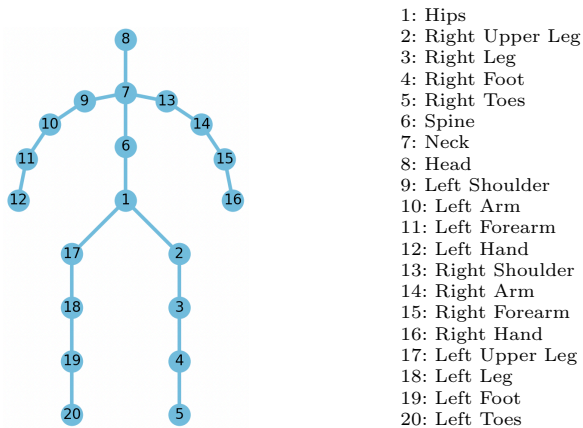 8
7
9
13
10
14
6
11
15
12
1
16
17
2
18
3
19
4
20
5
1: Hips
2: Right Upper Leg
3: Right Leg
4: Right Foot
5: Right Toes
6: Spine
7: Neck
8: Head
9: Left Shoulder
10: Left Arm
11: Left Forearm
12: Left Hand
13: Right Shoulder
14: Right Arm
15: Right Forearm
16: Right Hand
17: Left Upper Leg
18: Left Leg
19: Left Foot
20: Left Toes